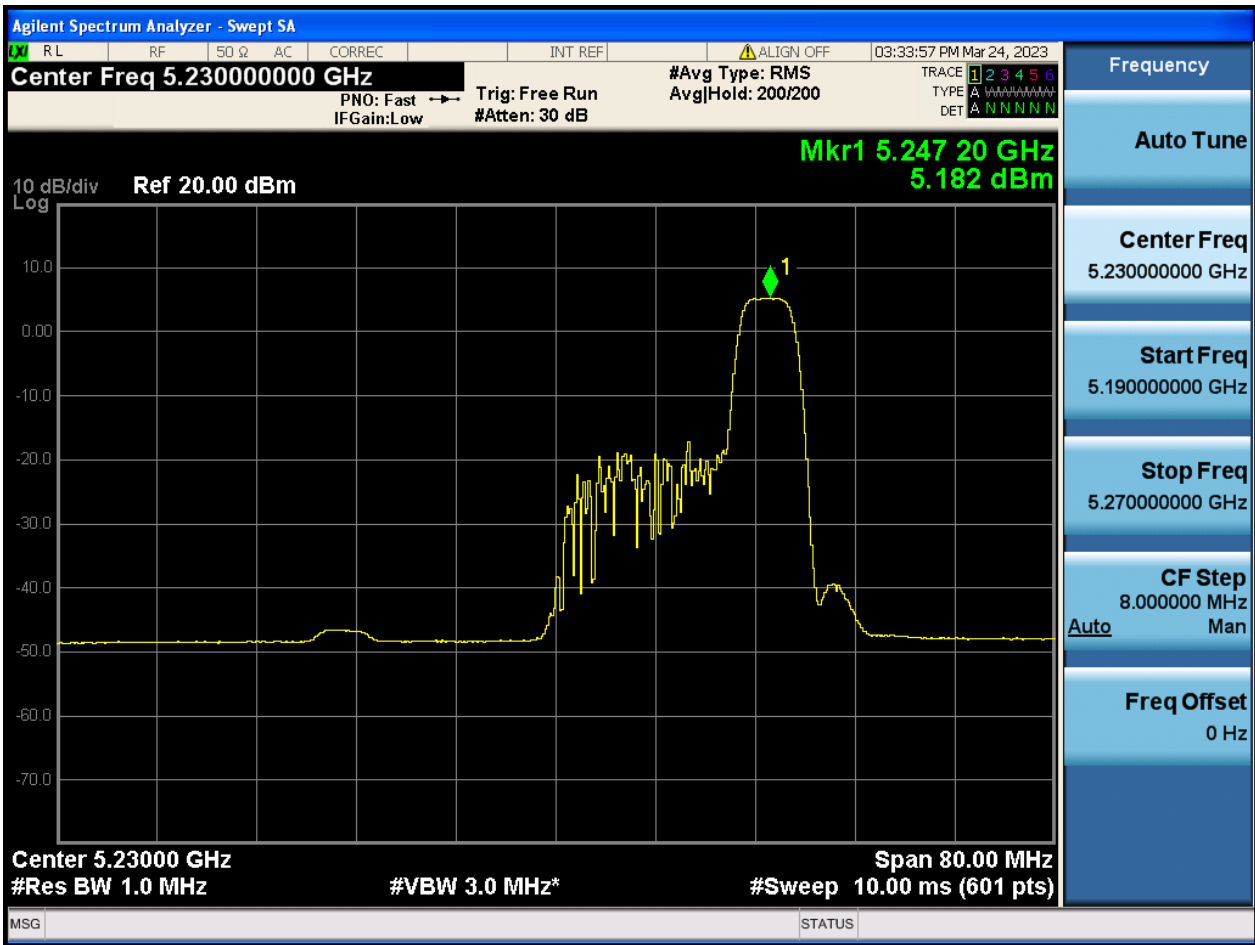 Agilent Spectrum Analyzer - Swept SA
LXI RL RF 50 Ω AC CORREC INT REF ALIGN OFF 03:33:57 PM Mar 24, 2023
Center Freq 5.230000000 GHz
PNO: Fast
IFGain:Low
Trig: Free Run
#Atten: 30 dB
#Avg Type: RMS
Avg|Hold: 200/200
TRACE 1 2 3 4 5 6
TYPE A WWWWW
DET A N N N N N
Mkr1 5.247 20 GHz
5.182 dBm
10 dB/div Ref 20.00 dBm
Log
1
10.0
0.00
-10.0
-20.0
-30.0
-40.0
-50.0
-60.0
-70.0
Center 5.23000 GHz Span 80.00 MHz
#Res BW 1.0 MHz #VBW 3.0 MHz* #Sweep 10.00 ms (601 pts)
MSG STATUS
Frequency
Auto Tune
Center Freq
5.230000000 GHz
Start Freq
5.190000000 GHz
Stop Freq
5.270000000 GHz
CF Step
8.000000 MHz
Auto Man
Freq Offset
0 Hz